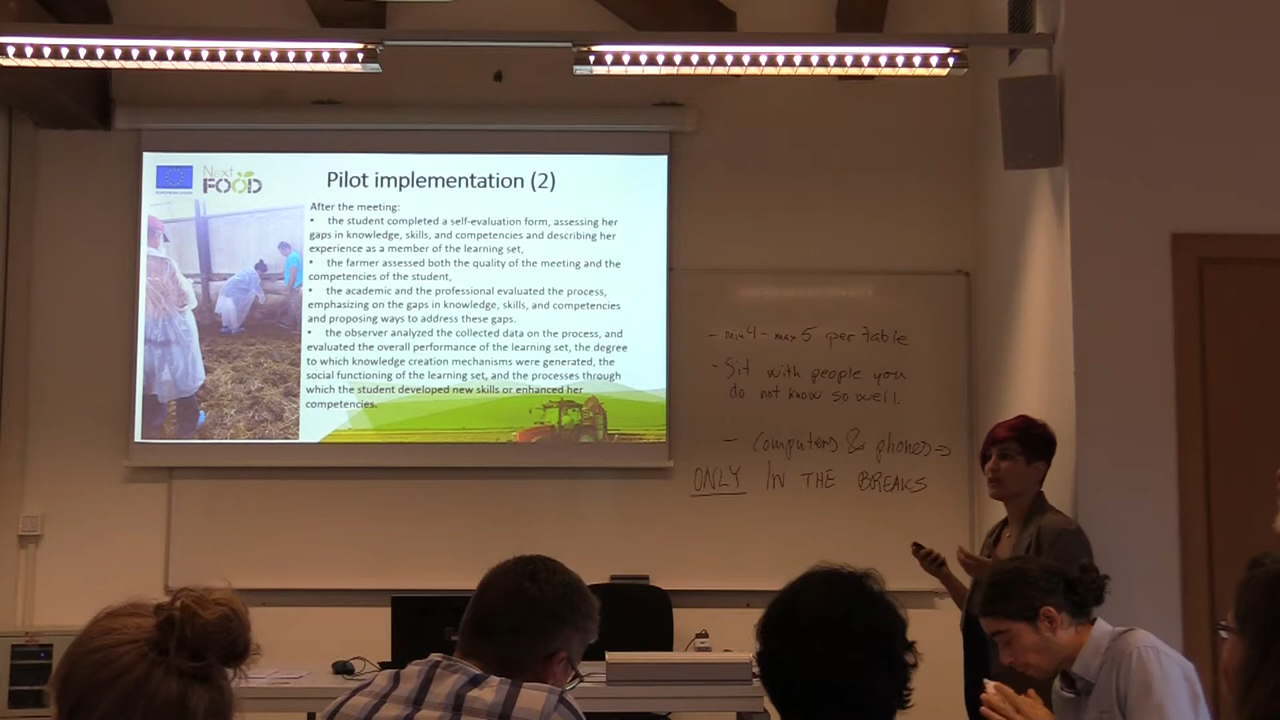 EUROPEAN UNION
Next
FOOD
Pilot implementation (2)
After the meeting:
• the student completed a self-evaluation form, assessing her
gaps in knowledge, skills, and competencies and describing her
experience as a member of the learning set,
• the farmer assessed both the quality of the meeting and the
competencies of the student,
• the academic and the professional evaluated the process,
emphasizing on the gaps in knowledge, skills, and competencies
and proposing ways to address these gaps.
• the observer analyzed the collected data on the process, and
evaluated the overall performance of the learning set, the degree
to which knowledge creation mechanisms were generated, the
social functioning of the learning set, and the processes through
which the student developed new skills or enhanced her
competencies.
- min 4 - max 5 per table
- Sit with people you
do not know so well.
- Computers & phones ⇒
ONLY IN THE BREAKS